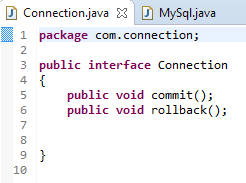 Connection.java MySql.java
1 package com.connection;
2
3 public interface Connection
4 {
5 public void commit();
6 public void rollback();
7
8
9 }
10